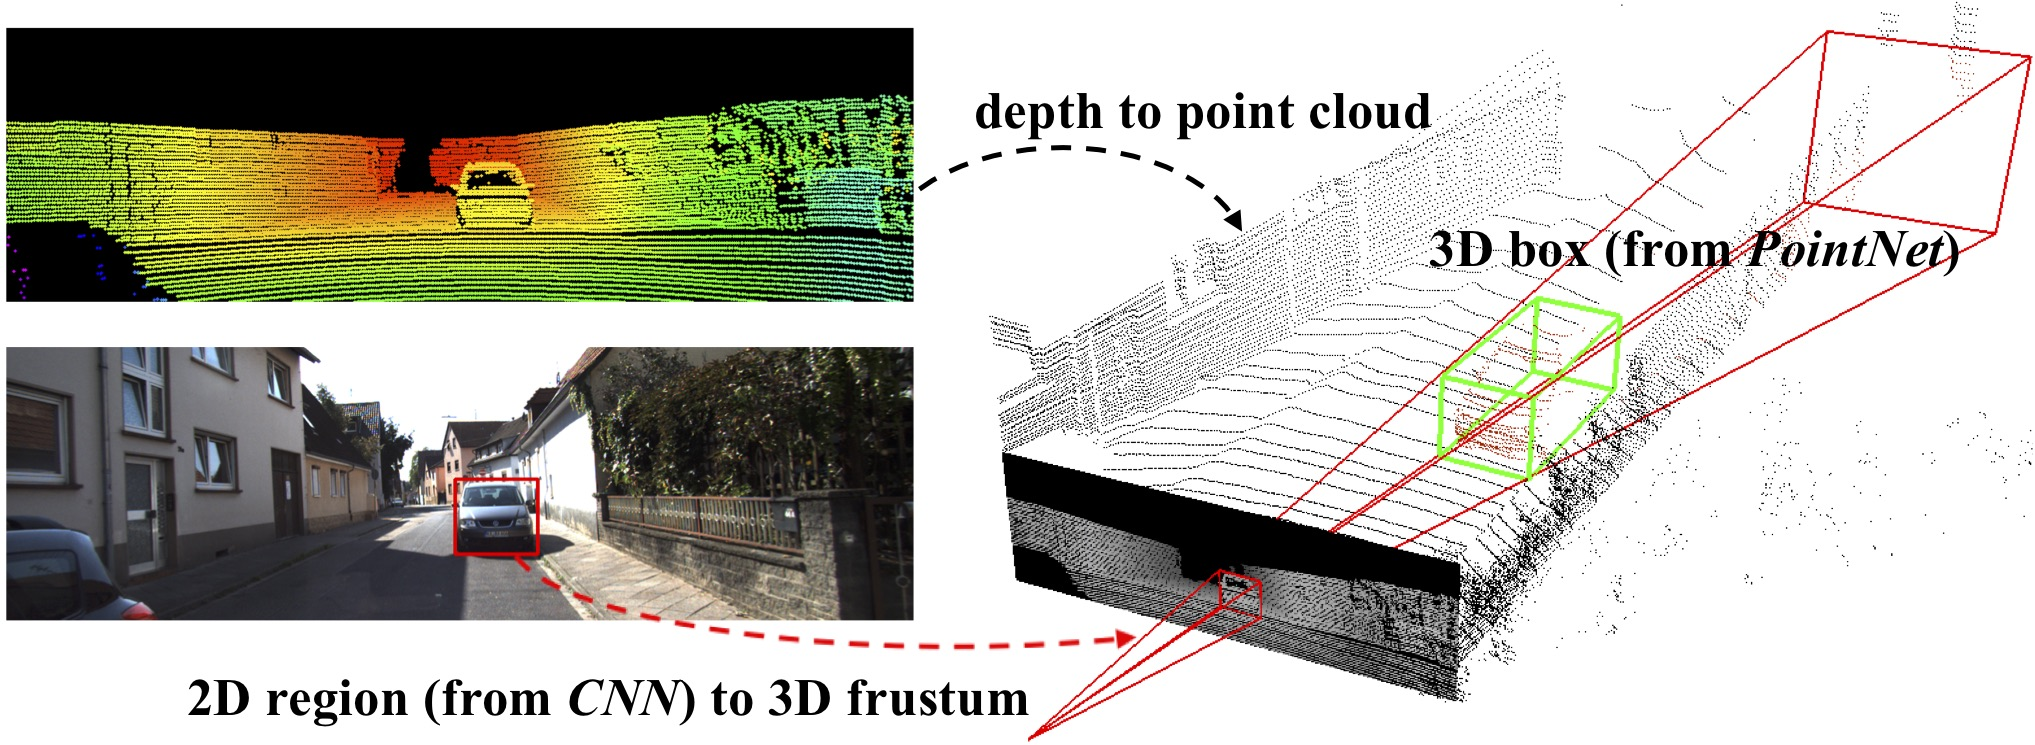 depth to point cloud
3D box (from PointNet)
2D region (from CNN) to 3D frustum